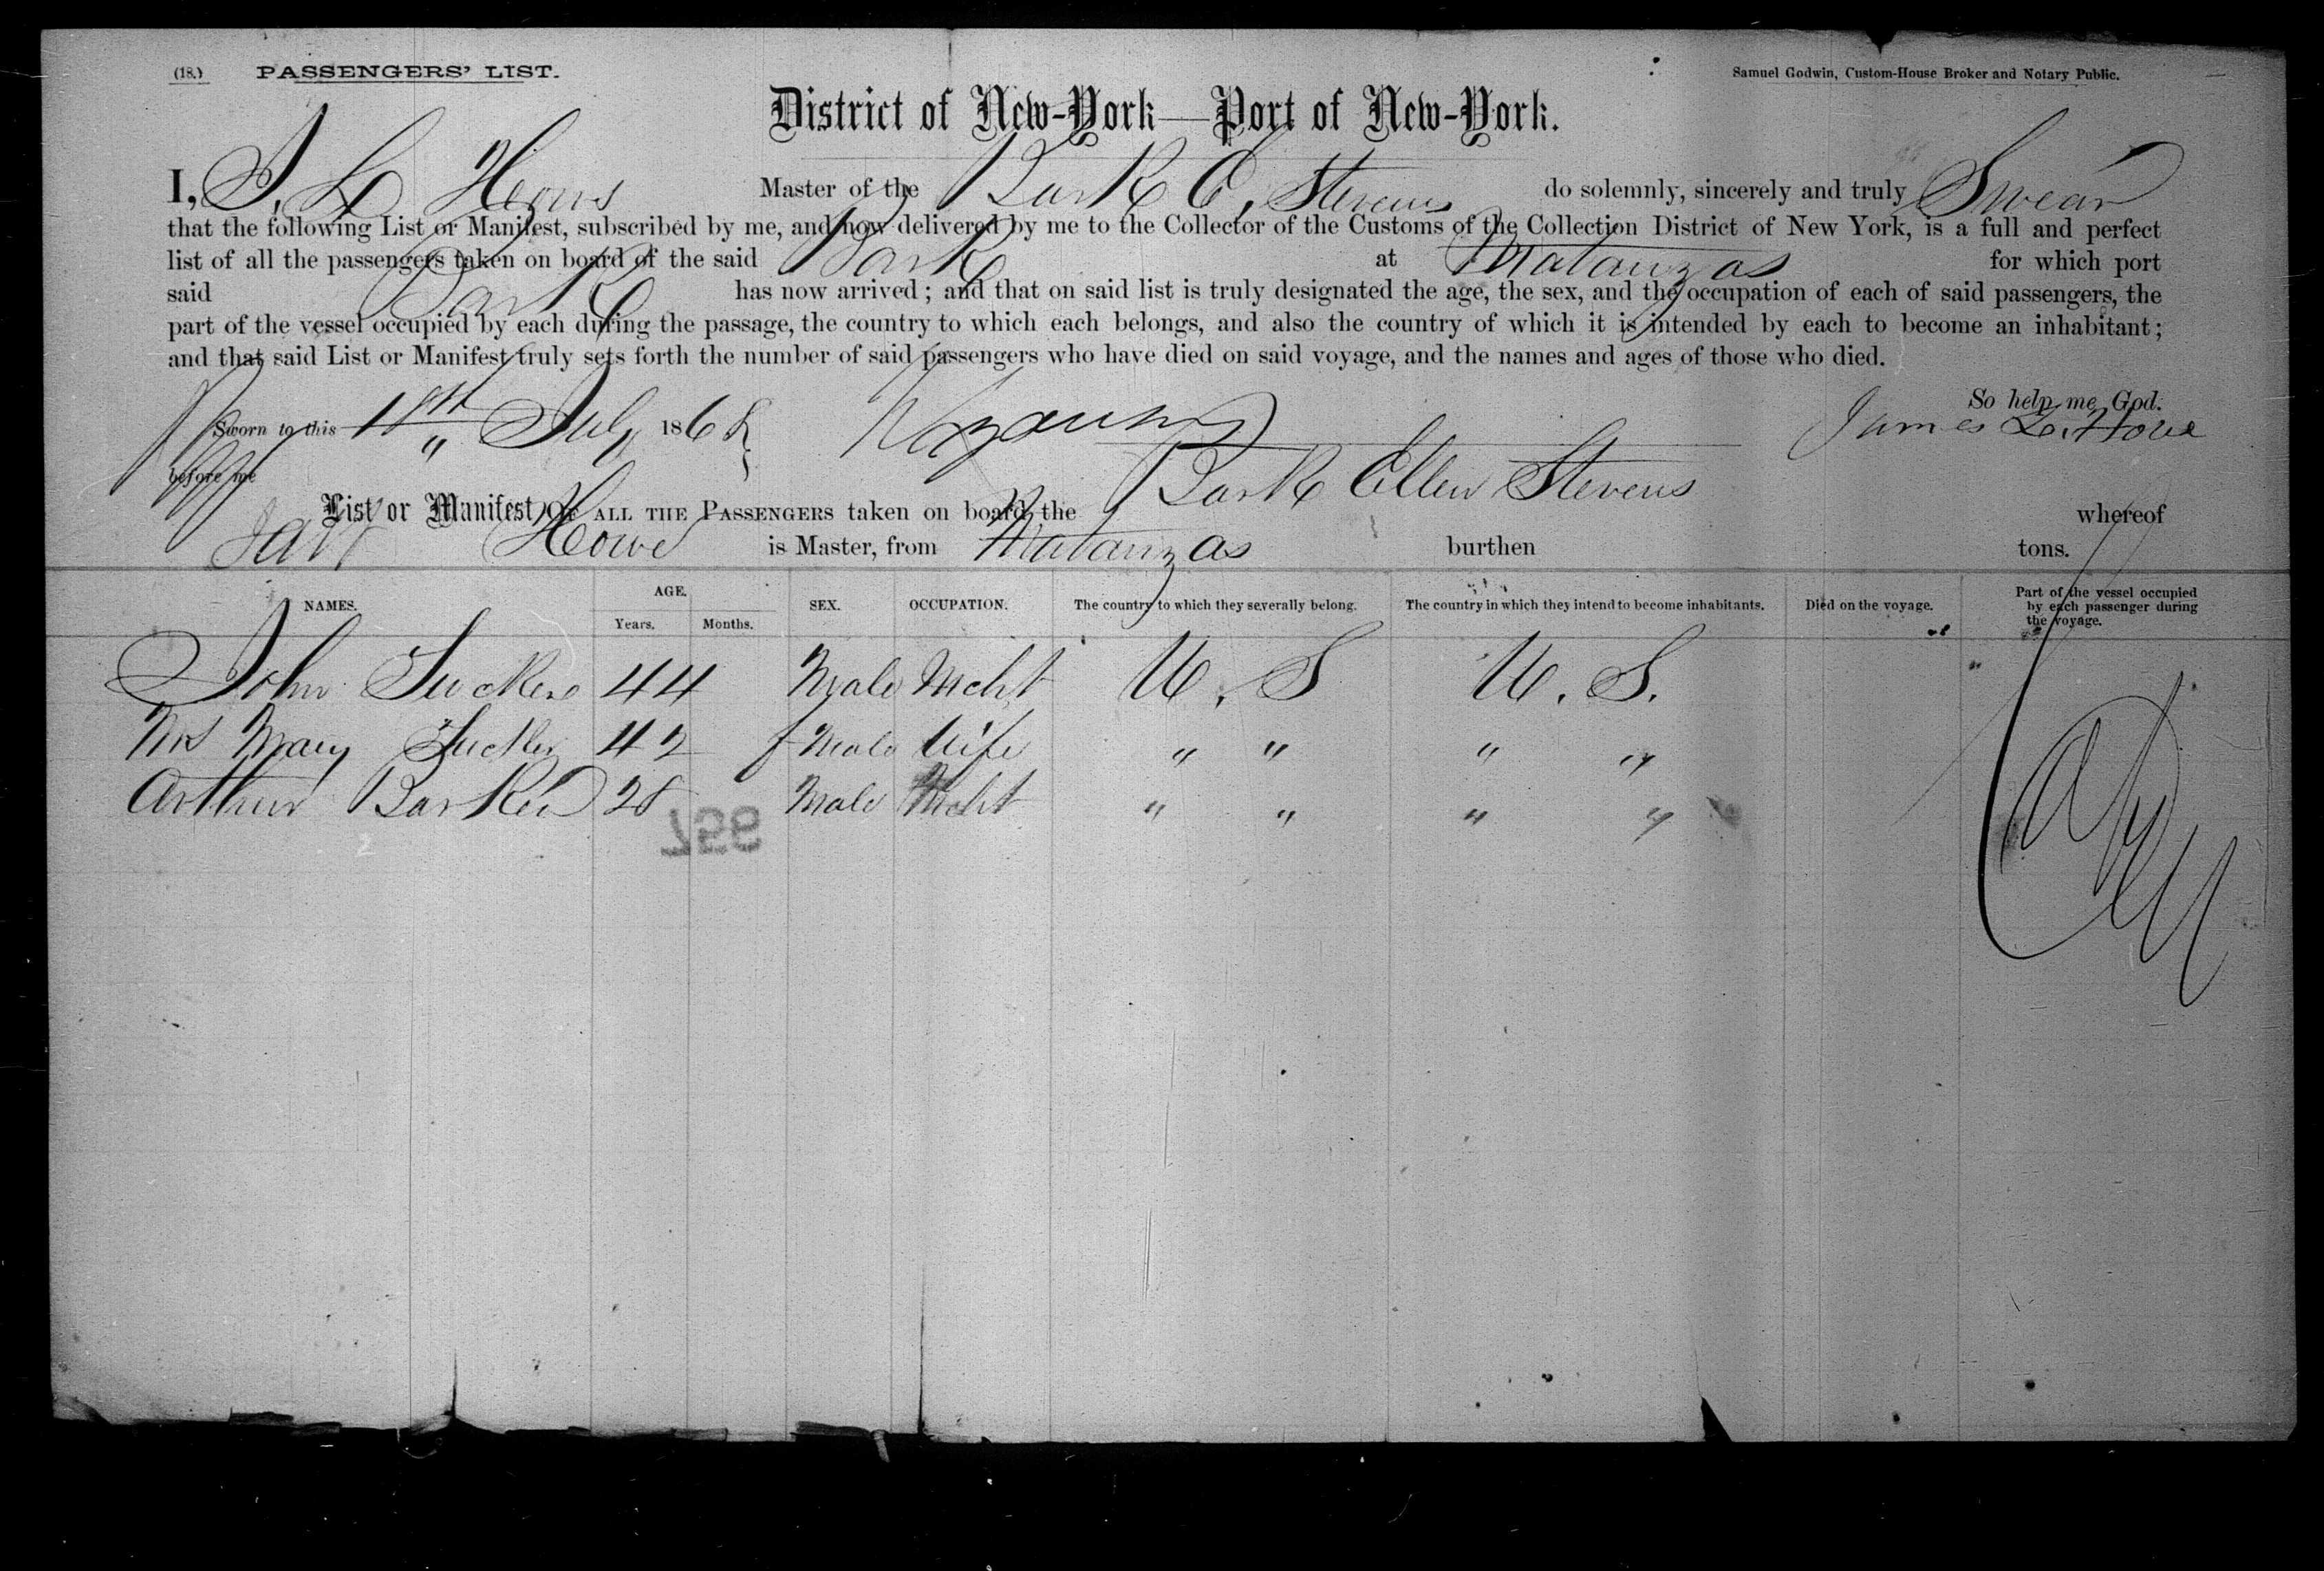 (18.) PASSENGERS' LIST. Samuel Godwin, Custom-House Broker and Notary Public.
District of New-York—Port of New-York.
I, J. L. Howe Master of the Bark E. Stevens do solemnly, sincerely and truly Swear
that the following List or Manifest, subscribed by me, and now delivered by me to the Collector of the Customs of the Collection District of New York, is a full and perfect
list of all the passengers taken on board of the said Bark at Matanzas for which port
said Bark has now arrived; and that on said list is truly designated the age, the sex, and the occupation of each of said passengers, the
part of the vessel occupied by each during the passage, the country to which each belongs, and also the country of which it is intended by each to become an inhabitant;
and that said List or Manifest truly sets forth the number of said passengers who have died on said voyage, and the names and ages of those who died.
So help me God.
Sworn to this 18th July 1868 James L. Howe
before me
List or Manifest OF ALL THE PASSENGERS taken on board the Bark Ellen Stevens whereof
Howe is Master, from Matanzas burthen tons.
NAMES. AGE. Years. Months. SEX. OCCUPATION. The country to which they severally belong. The country in which they intend to become inhabitants. Died on the voyage. Part of the vessel occupied by each passenger during the voyage.
John Tucker 44 Male Mcht U. S U. S.
Mrs Mary Tucker 42 f Male Wife " " " "
Arthur Barker 28 Male Mcht " " " "
957